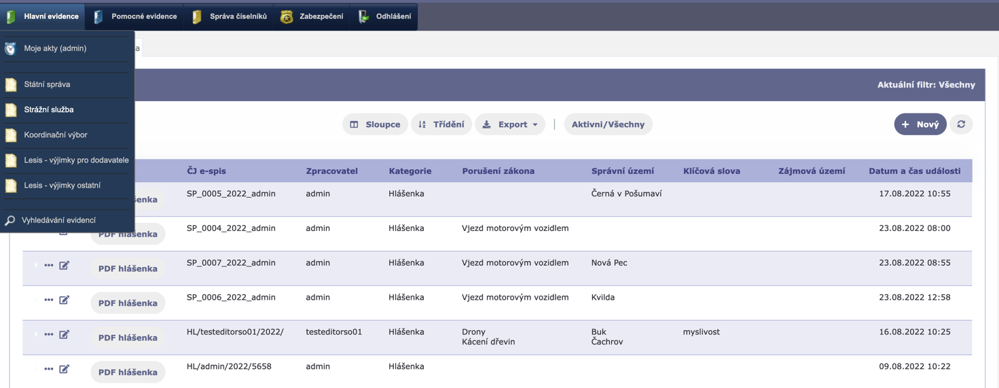 Hlavní evidence Pomocné evidence Správa číselníků Zabezpečení Odhlášení
Moje akty (admin)
a
Státní správa
Strážní služba
Koordinační výbor
Lesis - výjimky pro dodavatele
Lesis - výjimky ostatní
Vyhledávání evidencí
Aktuální filtr: Všechny
Sloupce Třídění Export Aktivni/Všechny + Nový
ČJ e-spis Zpracovatel Kategorie Porušení zákona Správní území Klíčová slova Zájmová území Datum a čas události
šenka SP_0005_2022_admin admin Hlášenka Černá v Pošumaví 17.08.2022 10:55
PDF hlášenka SP_0004_2022_admin admin Hlášenka Vjezd motorovým vozidlem 23.08.2022 08:00
PDF hlášenka SP_0007_2022_admin admin Hlášenka Vjezd motorovým vozidlem Nová Pec 23.08.2022 08:55
PDF hlášenka SP_0006_2022_admin admin Hlášenka Vjezd motorovým vozidlem Kvilda 23.08.2022 12:58
PDF hlášenka HL/testeditorso01/2022/ testeditorso01 Hlášenka Drony Buk myslivost 16.08.2022 10:25
Kácení dřevin Čachrov
PDF hlášenka HL/admin/2022/5658 admin Hlášenka 09.08.2022 10:22